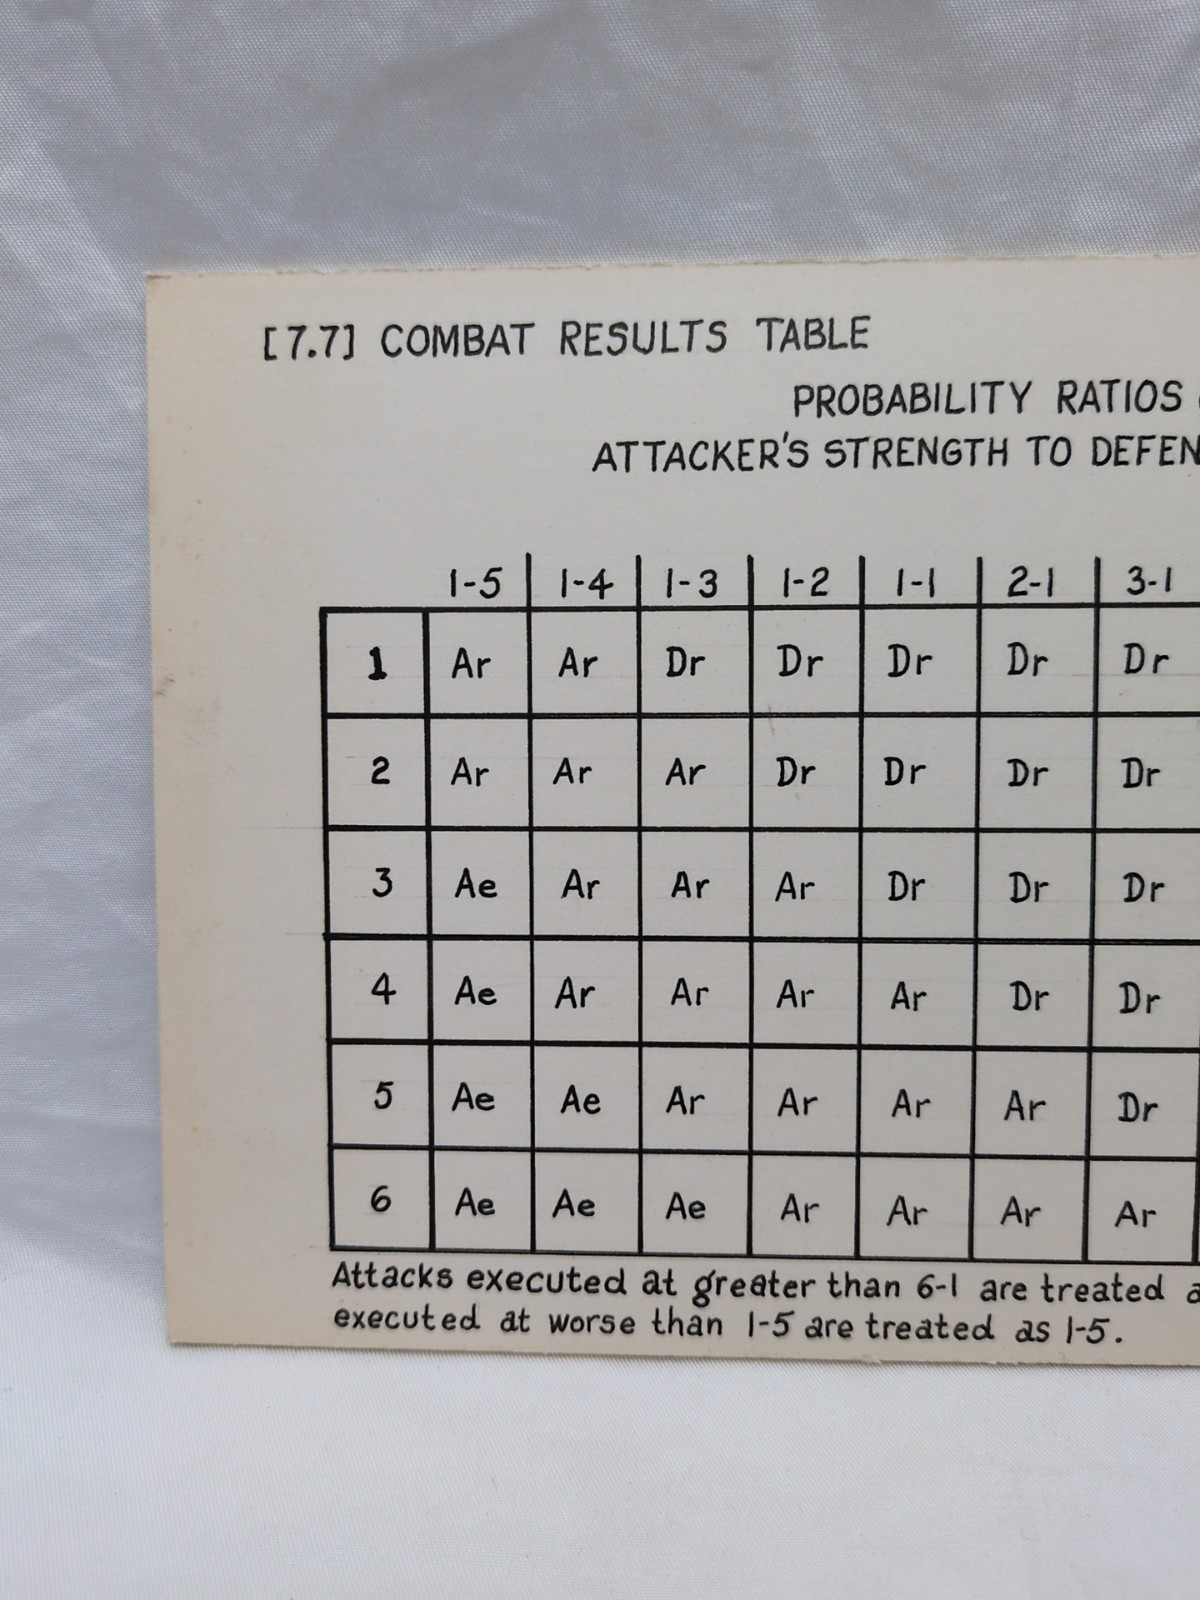 [7.7] COMBAT RESULTS TABLE
PROBABILITY RATIOS
ATTACKER'S STRENGTH TO DEFEN
1-5 1-4 1-3 1-2 1-1 2-1 3-1
1 Ar Ar Dr Dr Dr Dr Dr
2 Ar Ar Ar Dr Dr Dr Dr
3 Ae Ar Ar Ar Dr Dr Dr
4 Ae Ar Ar Ar Ar Dr Dr
5 Ae Ae Ar Ar Ar Ar Dr
6 Ae Ae Ae Ar Ar Ar Ar
Attacks executed at greater than 6-1 are treated a
executed at worse than 1-5 are treated as 1-5.